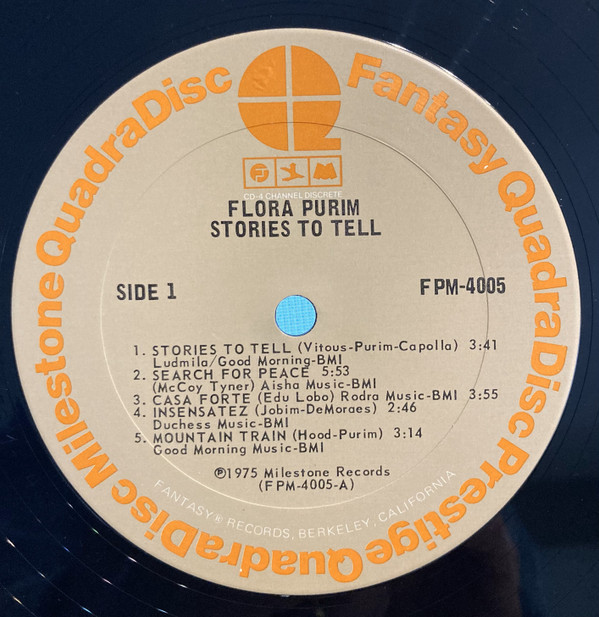 Fantasy QuadraDisc Prestige QuadraDisc Milestone QuadraDisc
CD-4 CHANNEL DISCRETE
FLORA PURIM
STORIES TO TELL
SIDE 1
FPM-4005
1. STORIES TO TELL (Vitous-Purim-Capolla) 3:41
Ludmila/Good Morning-BMI
2. SEARCH FOR PEACE 5:53
(McCoy Tyner) Aisha Music-BMI
3. CASA FORTE (Edu Lobo) Rodra Music-BMI 3:55
4. INSENSATEZ (Jobim-DeMoraes) 2:46
Duchess Music-BMI
5. MOUNTAIN TRAIN (Hood-Purim) 3:14
Good Morning Music-BMI
℗1975 Milestone Records
(FPM-4005-A)
FANTASY® RECORDS, BERKELEY, CALIFORNIA